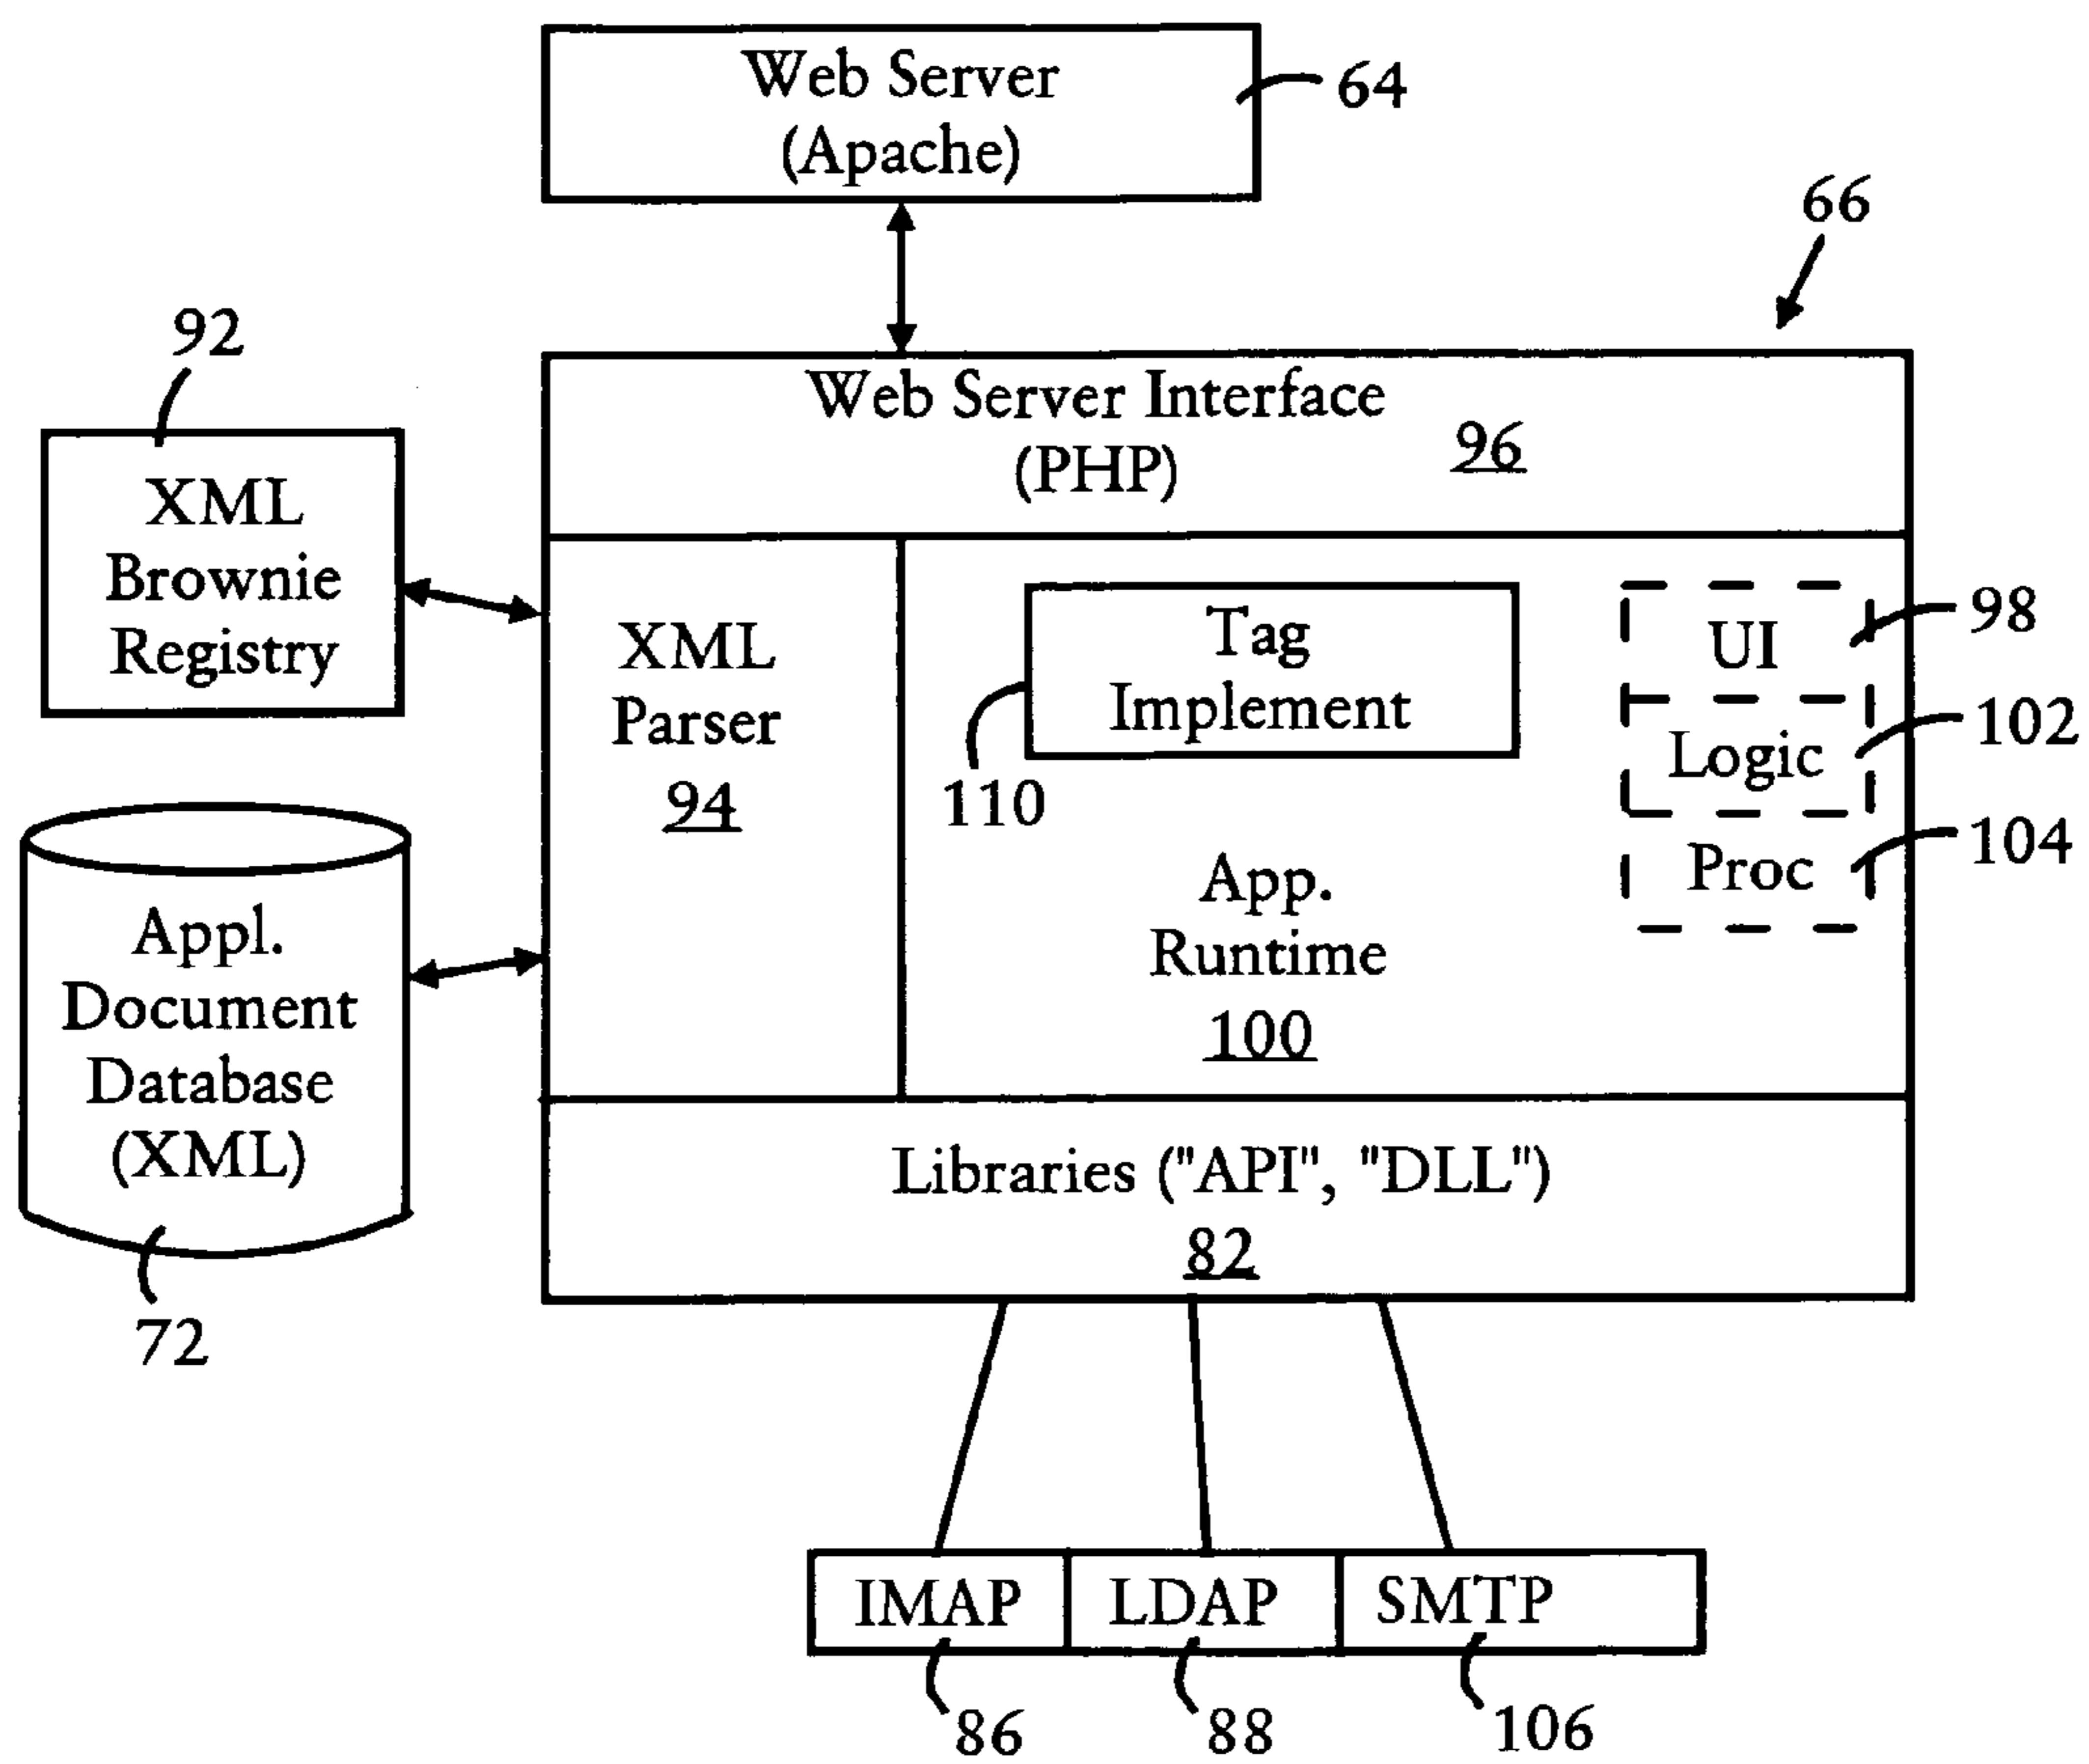 Web Server
(Apache)
64
66
92
Web Server Interface
(PHP)
96
XML
Brownie
Registry
XML
Parser
94
Tag
Implement
110
UI
98
Logic
102
Proc
104
App.
Runtime
100
Appl.
Document
Database
(XML)
72
Libraries ("API", "DLL")
82
IMAP
LDAP
SMTP
86
88
106